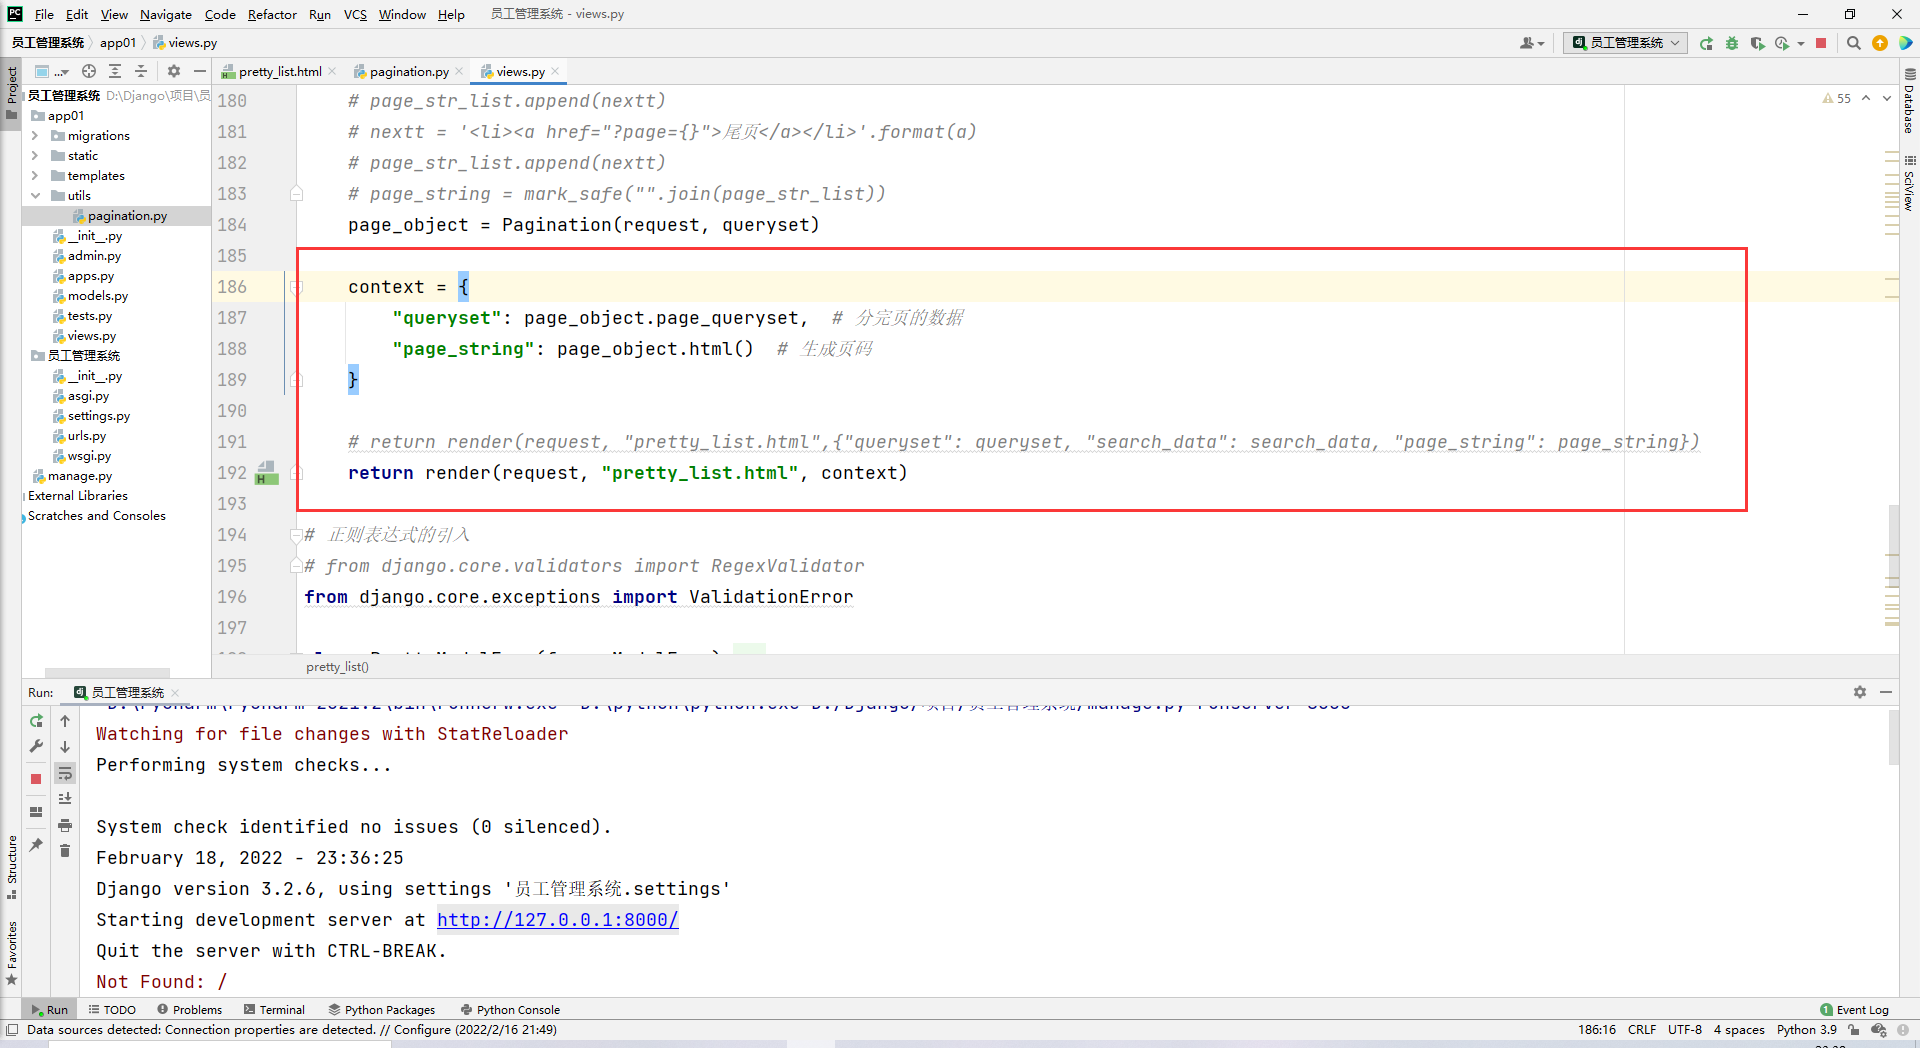 File Edit View Navigate Code Refactor Run VCS Window Help 员工管理系统 - views.py
员工管理系统 app01 views.py
员工管理系统
pretty_list.html pagination.py views.py
Project
Database
SciView
Structure
Favorites
员工管理系统 D:\Django\项目\员
app01
migrations
static
templates
utils
pagination.py
__init__.py
admin.py
apps.py
models.py
tests.py
views.py
员工管理系统
__init__.py
asgi.py
settings.py
urls.py
wsgi.py
manage.py
External Libraries
Scratches and Consoles
55
180 # page_str_list.append(nextt)
181 # nextt = '<li><a href="?page={}">尾页</a></li>'.format(a)
182 # page_str_list.append(nextt)
183 # page_string = mark_safe("".join(page_str_list))
184 page_object = Pagination(request, queryset)
185
186 context = {
187 "queryset": page_object.page_queryset, # 分完页的数据
188 "page_string": page_object.html() # 生成页码
189 }
190
191 # return render(request, "pretty_list.html",{"queryset": queryset, "search_data": search_data, "page_string": page_string})
192 return render(request, "pretty_list.html", context)
193
194 # 正则表达式的引入
195 # from django.core.validators import RegexValidator
196 from django.core.exceptions import ValidationError
197
pretty_list()
Run: 员工管理系统
Watching for file changes with StatReloader
Performing system checks...
System check identified no issues (0 silenced).
February 18, 2022 - 23:36:25
Django version 3.2.6, using settings '员工管理系统.settings'
Starting development server at http://127.0.0.1:8000/
Quit the server with CTRL-BREAK.
Not Found: /
Run TODO Problems Terminal Python Packages Python Console 1 Event Log
Data sources detected: Connection properties are detected. // Configure (2022/2/16 21:49) 186:16 CRLF UTF-8 4 spaces Python 3.9